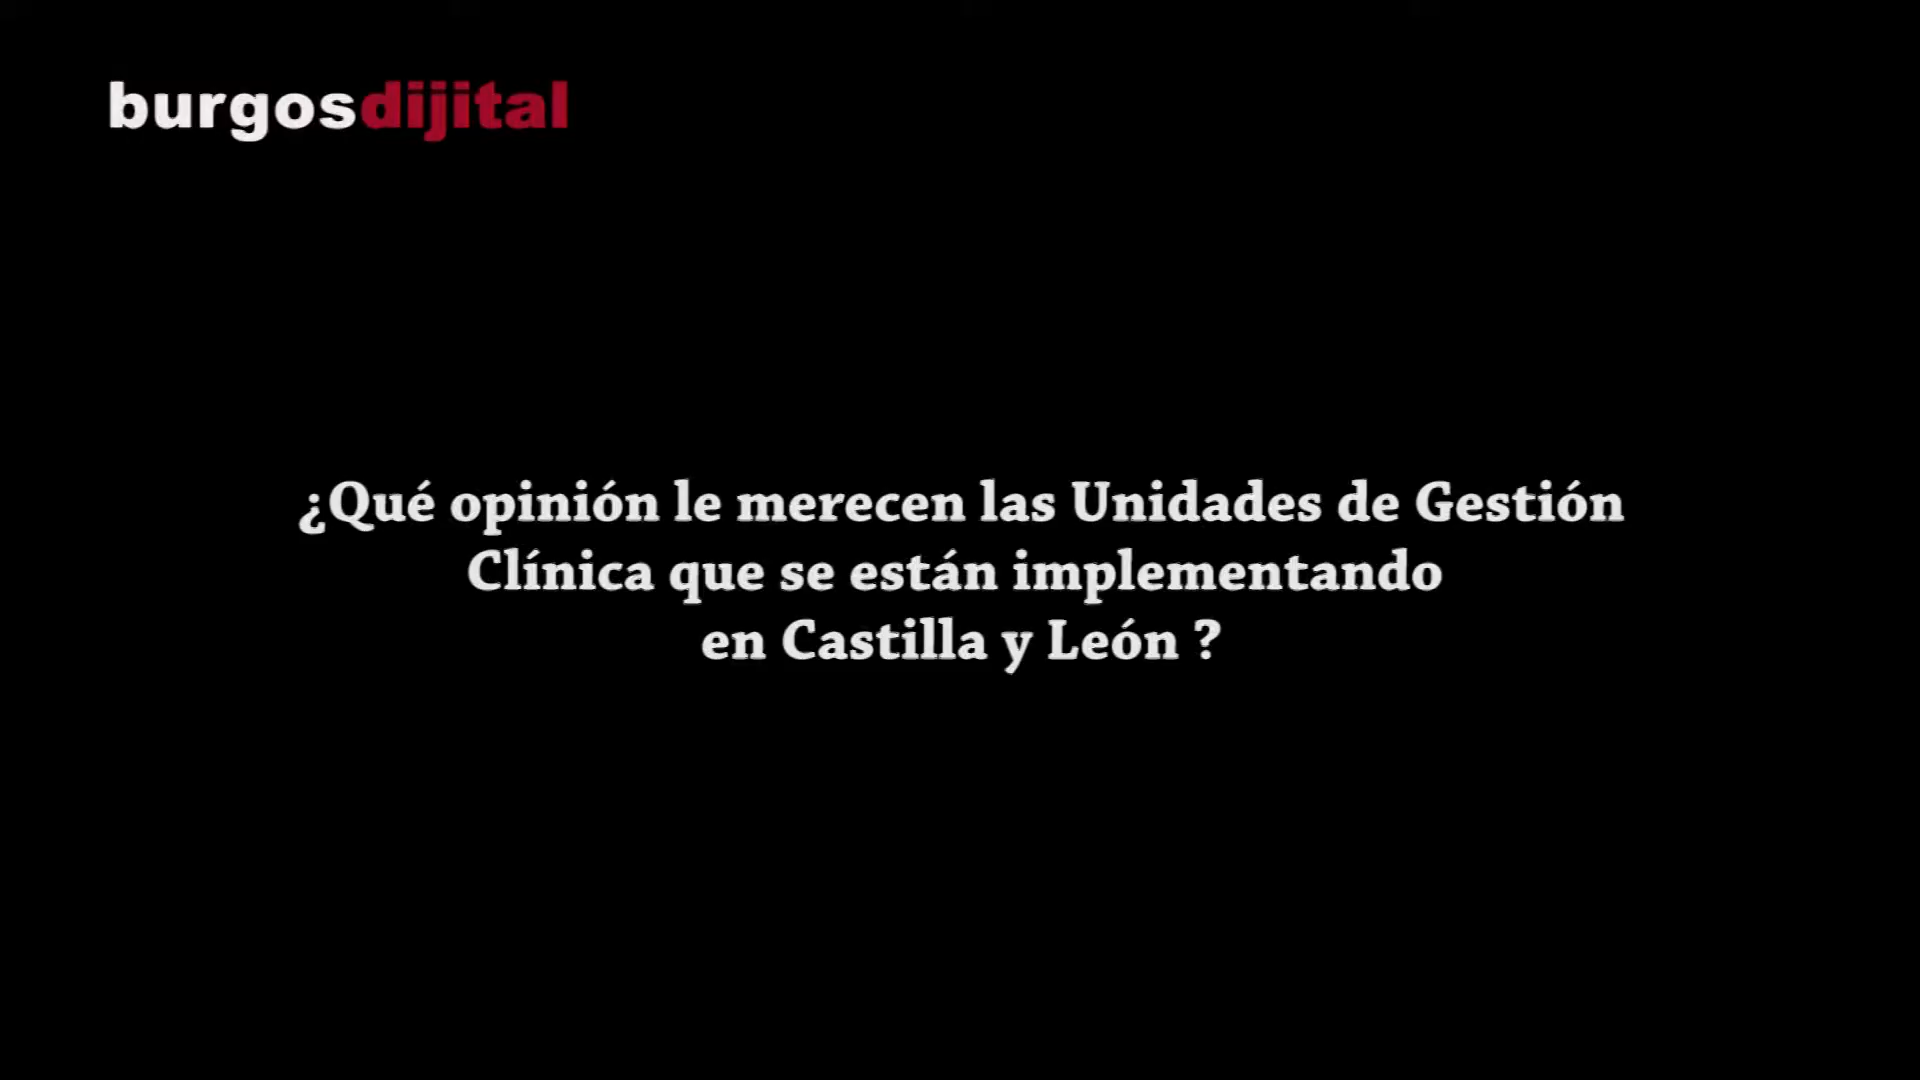 burgosdijital
¿Qué opinión le merecen las Unidades de Gestión
Clínica que se están implementando
en Castilla y León ?